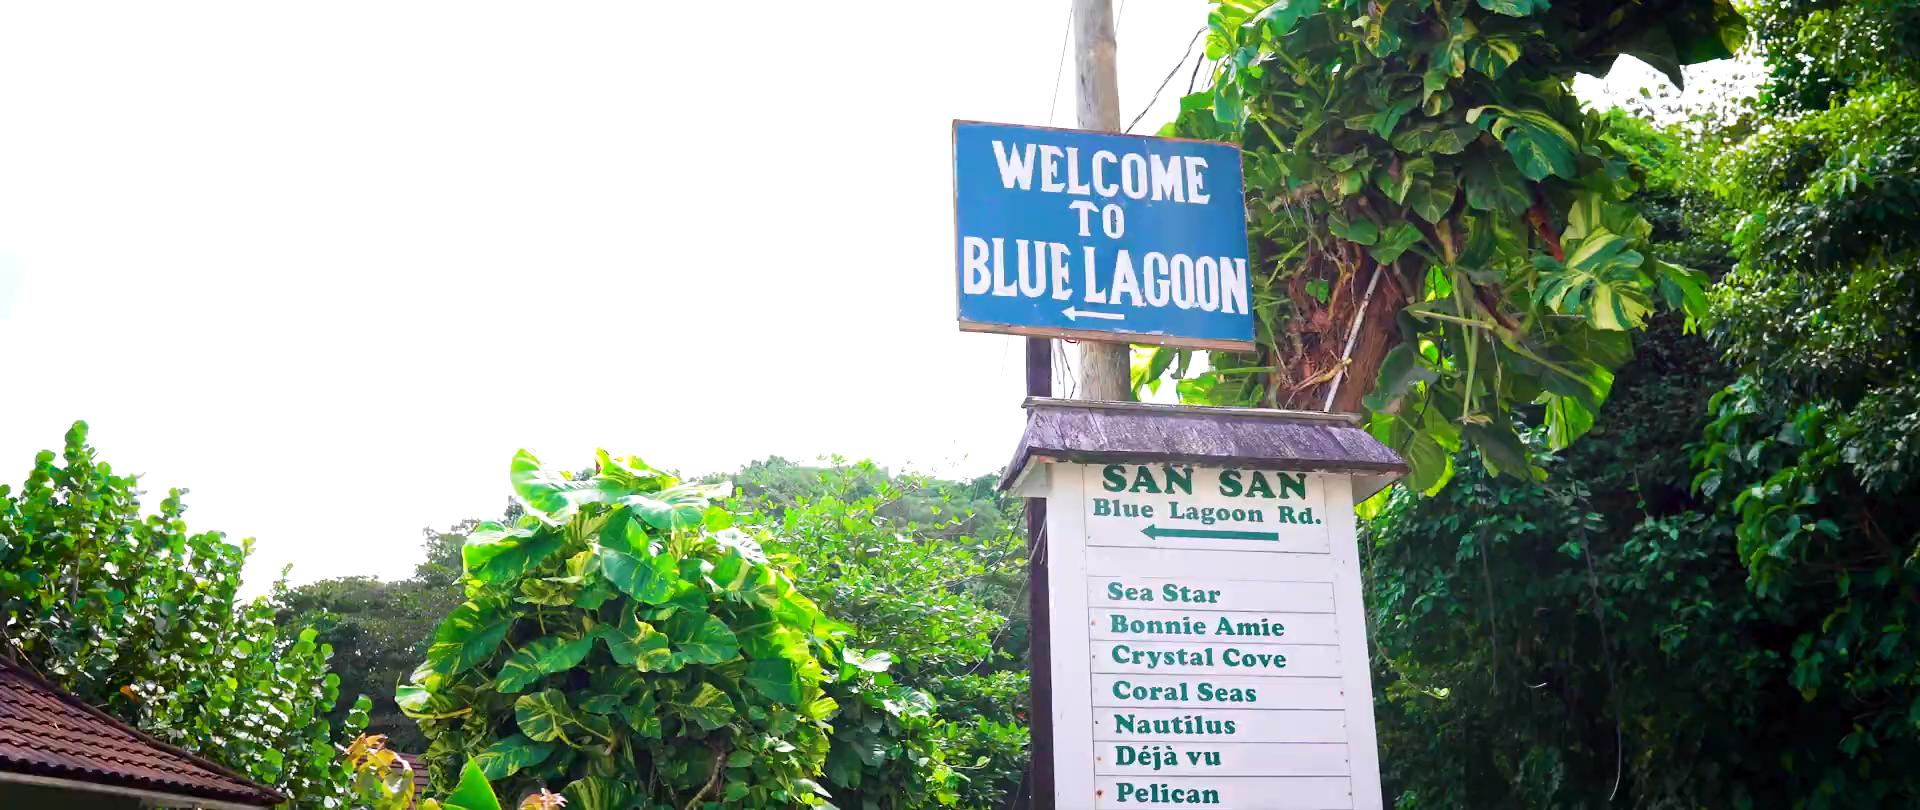 WELCOME
TO
BLUE LAGOON
SAN SAN
Blue Lagoon Rd.
Sea Star
Bonnie Amie
Crystal Cove
Coral Seas
Nautilus
Déjà vu
Pelican